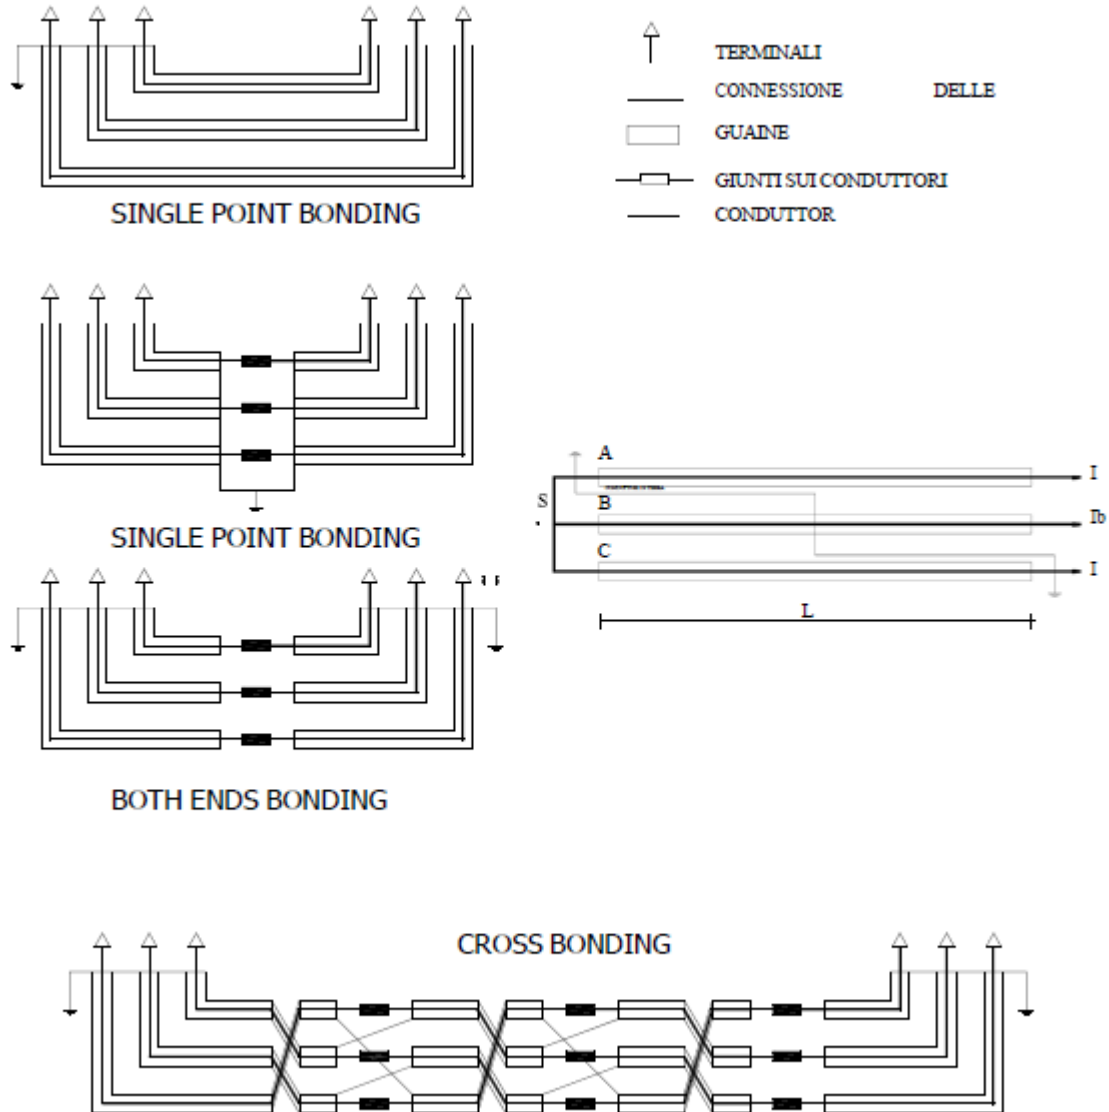 TERMINALI
CONNESSIONE DELLE
GUAINE
GIUNTI SUI CONDUTTORI
CONDUTTOR
SINGLE POINT BONDING
SINGLE POINT BONDING
A
I
S
B
Ib
C
I
L
BOTH ENDS BONDING
CROSS BONDING